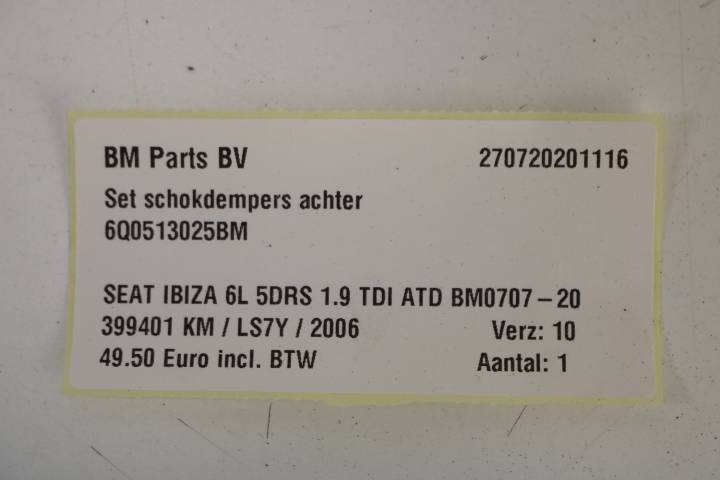 BM Parts BV 270720201116
Set schokdempers achter
6Q0513025BM
SEAT IBIZA 6L 5DRS 1.9 TDI ATD BM0707-20
399401 KM / LS7Y / 2006 Verz: 10
49.50 Euro incl. BTW Aantal: 1